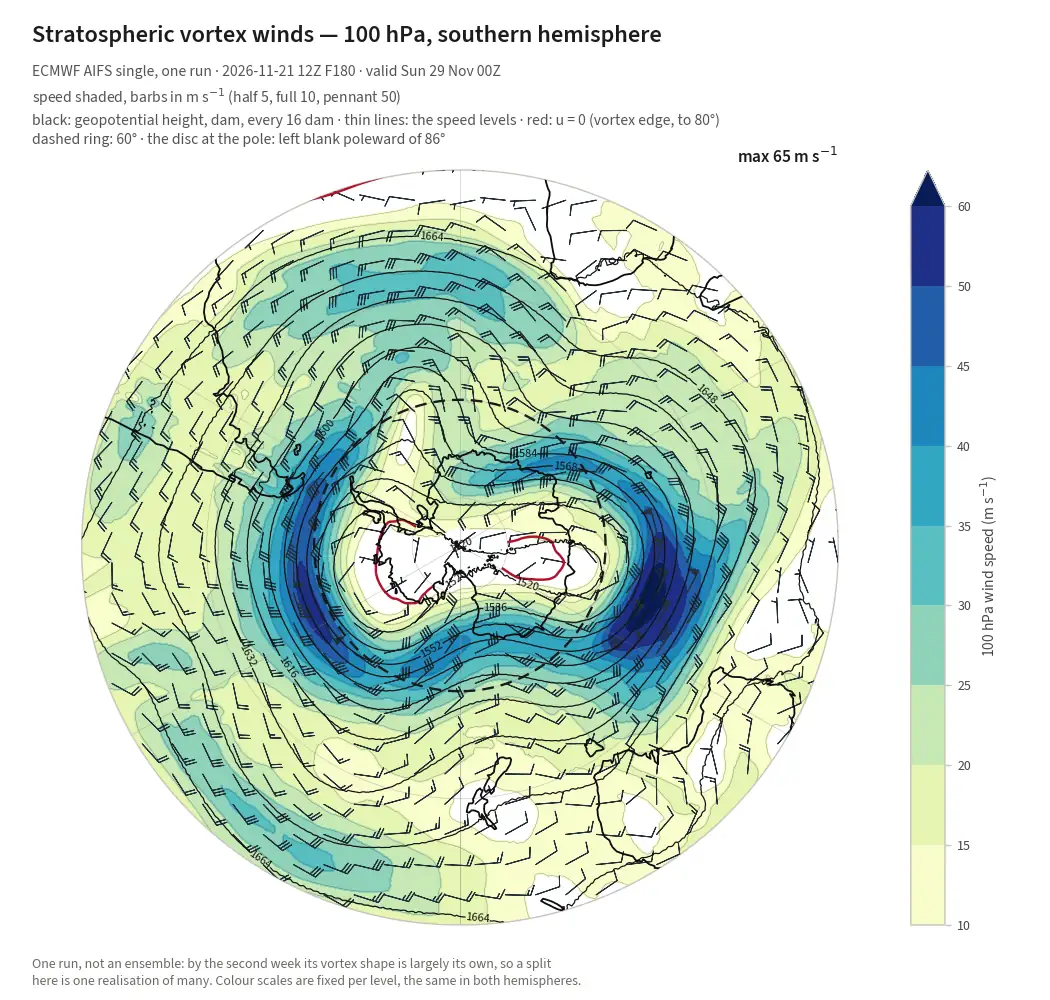 Stratospheric vortex winds — 100 hPa, southern hemisphere
ECMWF AIFS single, one run · 2026-11-21 12Z F180 · valid Sun 29 Nov 00Z
speed shaded, barbs in m s⁻¹ (half 5, full 10, pennant 50)
black: geopotential height, dam, every 16 dam · thin lines: the speed levels · red: u = 0 (vortex edge, to 80°)
dashed ring: 60° · the disc at the pole: left blank poleward of 86°
max 65 m s⁻¹
1664
1648
1600
1584
1568
1520
1536
1552
1632
1616
1664
1664
60
50
45
40
35
30
25
20
15
10
100 hPa wind speed (m s⁻¹)
One run, not an ensemble: by the second week its vortex shape is largely its own, so a split
here is one realisation of many. Colour scales are fixed per level, the same in both hemispheres.